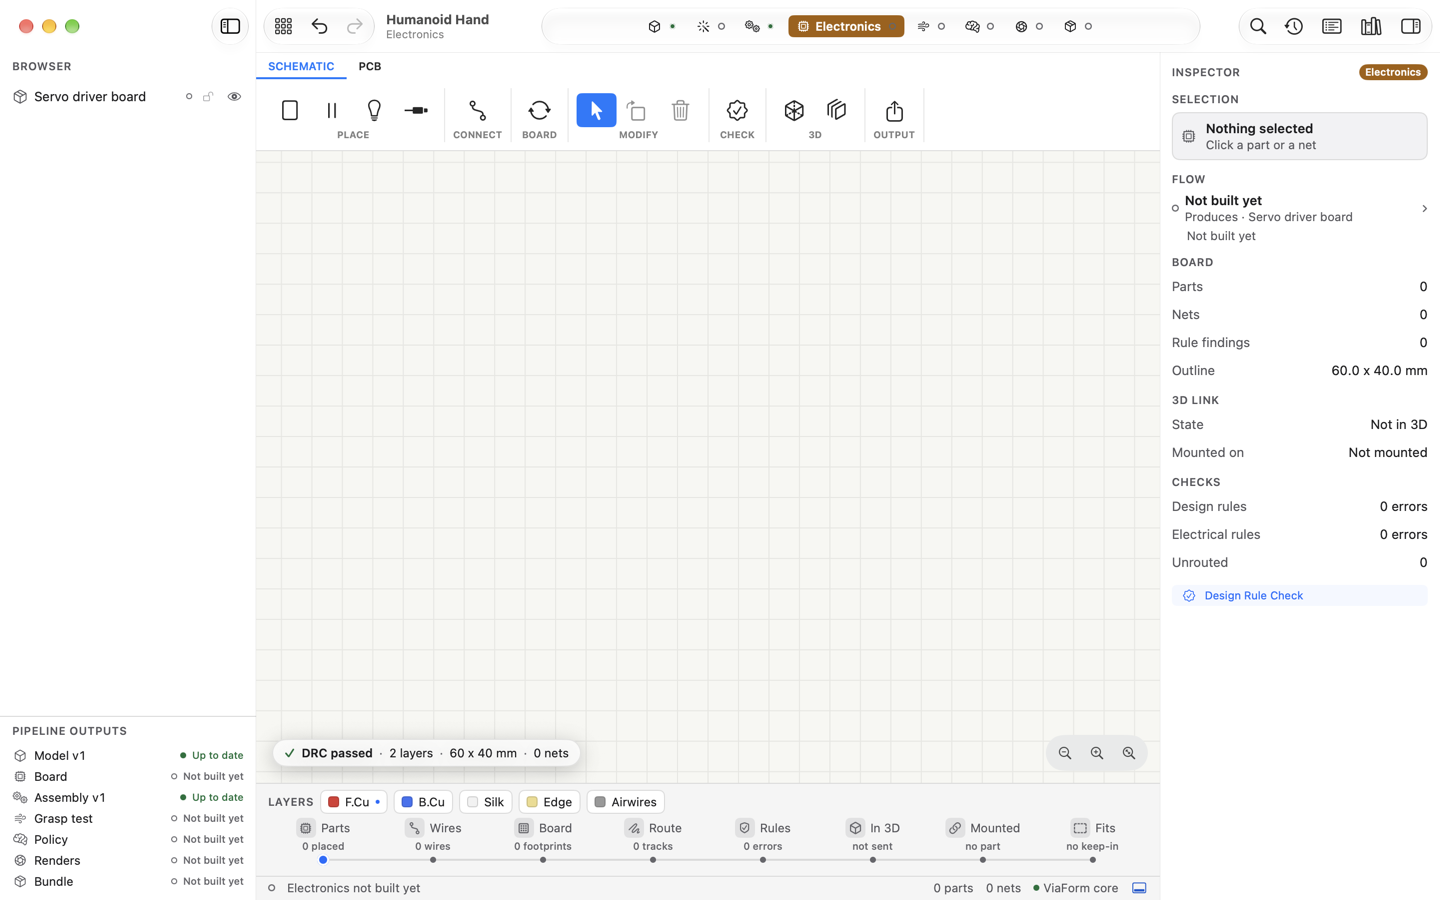 Humanoid Hand
Electronics
Electronics
BROWSER
Servo driver board
SCHEMATIC
PCB
PLACE
CONNECT
BOARD
MODIFY
CHECK
3D
OUTPUT
INSPECTOR
Electronics
SELECTION
Nothing selected
Click a part or a net
FLOW
Not built yet
Produces · Servo driver board
Not built yet
BOARD
Parts 0
Nets 0
Rule findings 0
Outline 60.0 x 40.0 mm
3D LINK
State Not in 3D
Mounted on Not mounted
CHECKS
Design rules 0 errors
Electrical rules 0 errors
Unrouted 0
Design Rule Check
PIPELINE OUTPUTS
Model v1 Up to date
Board Not built yet
Assembly v1 Up to date
Grasp test Not built yet
Policy Not built yet
Renders Not built yet
Bundle Not built yet
DRC passed · 2 layers · 60 x 40 mm · 0 nets
LAYERS F.Cu B.Cu Silk Edge Airwires
Parts Wires Board Route Rules In 3D Mounted Fits
0 placed 0 wires 0 footprints 0 tracks 0 errors not sent no part no keep-in
Electronics not built yet
0 parts 0 nets ViaForm core